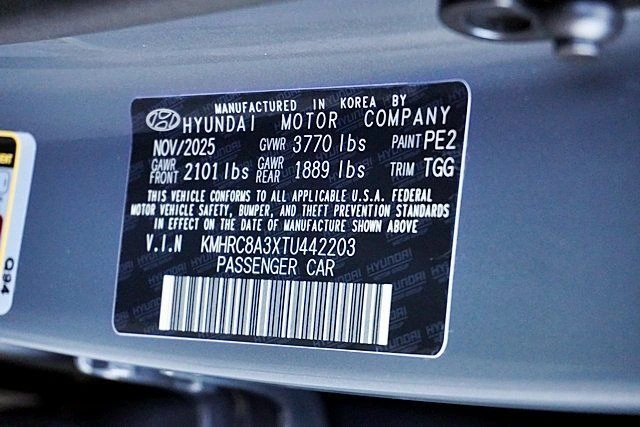 MANUFACTURED IN KOREA BY
HYUNDAI MOTOR COMPANY
NOV/2025 GVWR 3770 lbs PAINT PE2
GAWR FRONT 2101 lbs GAWR REAR 1889 lbs TRIM TGG
THIS VEHICLE CONFORMS TO ALL APPLICABLE U.S.A. FEDERAL
MOTOR VEHICLE SAFETY, BUMPER, AND THEFT PREVENTION STANDARDS
IN EFFECT ON THE DATE OF MANUFACTURE SHOWN ABOVE
V.I.N KMHRC8A3XTU442203
PASSENGER CAR